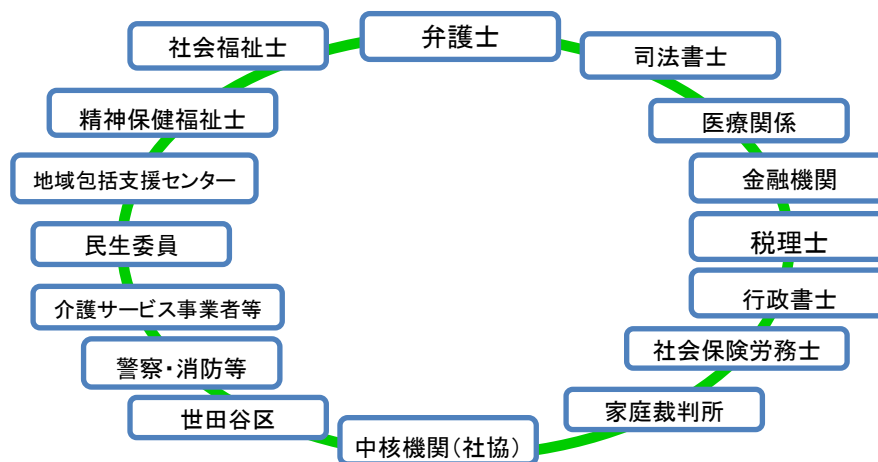 弁護士
社会福祉士
司法書士
精神保健福祉士
医療関係
地域包括支援センター
金融機関
民生委員
税理士
介護サービス事業者等
行政書士
警察・消防等
社会保険労務士
世田谷区
家庭裁判所
中核機関（社協）